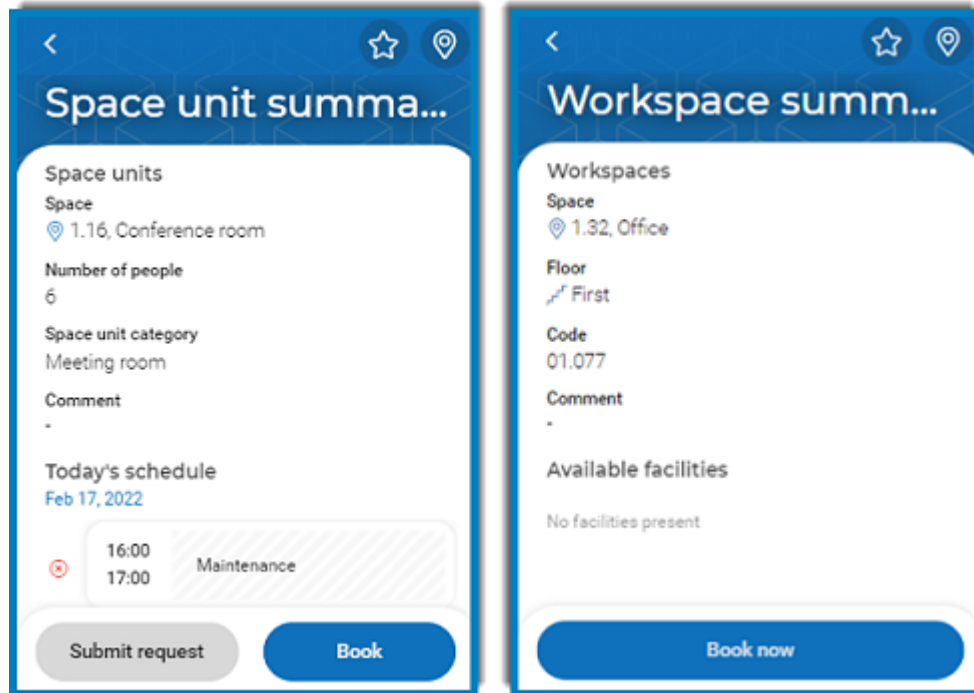 Space unit summa...
Space units
Space
1.16, Conference room
Number of people
6
Space unit category
Meeting room
Comment
-
Today's schedule
Feb 17, 2022
16:00
17:00
Maintenance
Submit request
Book
Workspace summ...
Workspaces
Space
1.32, Office
Floor
First
Code
01.077
Comment
-
Available facilities
No facilities present
Book now